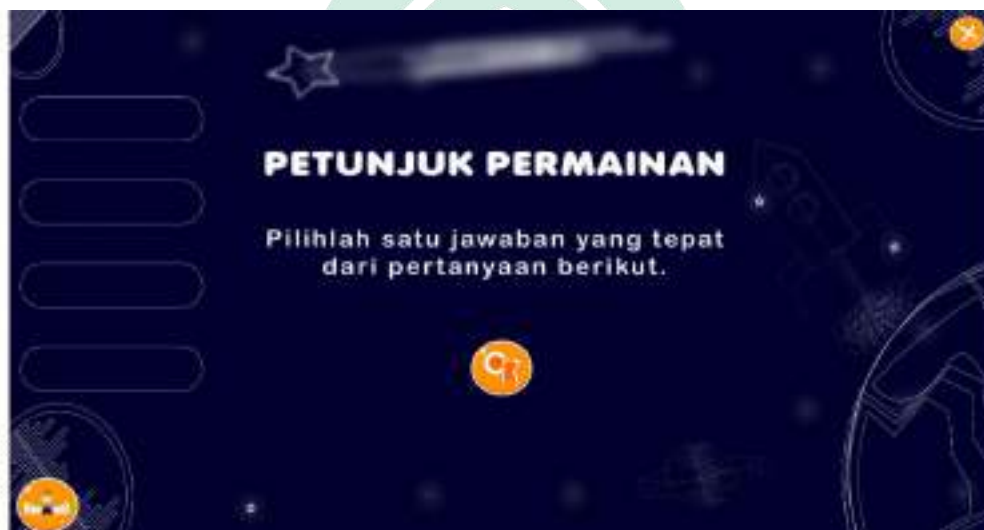 PETUNJUK PERMAINAN
Pilihlah satu jawaban yang tepat
dari pertanyaan berikut.